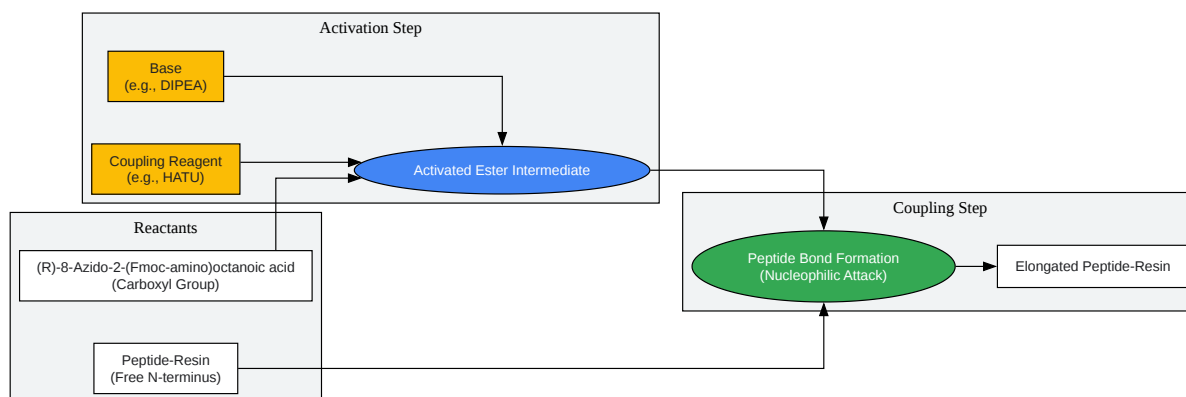 Activation Step
Base
(e.g., DIPEA)
Coupling Reagent
(e.g., HATU)
Activated Ester Intermediate
Reactants
(R)-8-Azido-2-(Fmoc-amino)octanoic acid
(Carboxyl Group)
Peptide-Resin
(Free N-terminus)
Coupling Step
Peptide Bond Formation
(Nucleophilic Attack)
Elongated Peptide-Resin